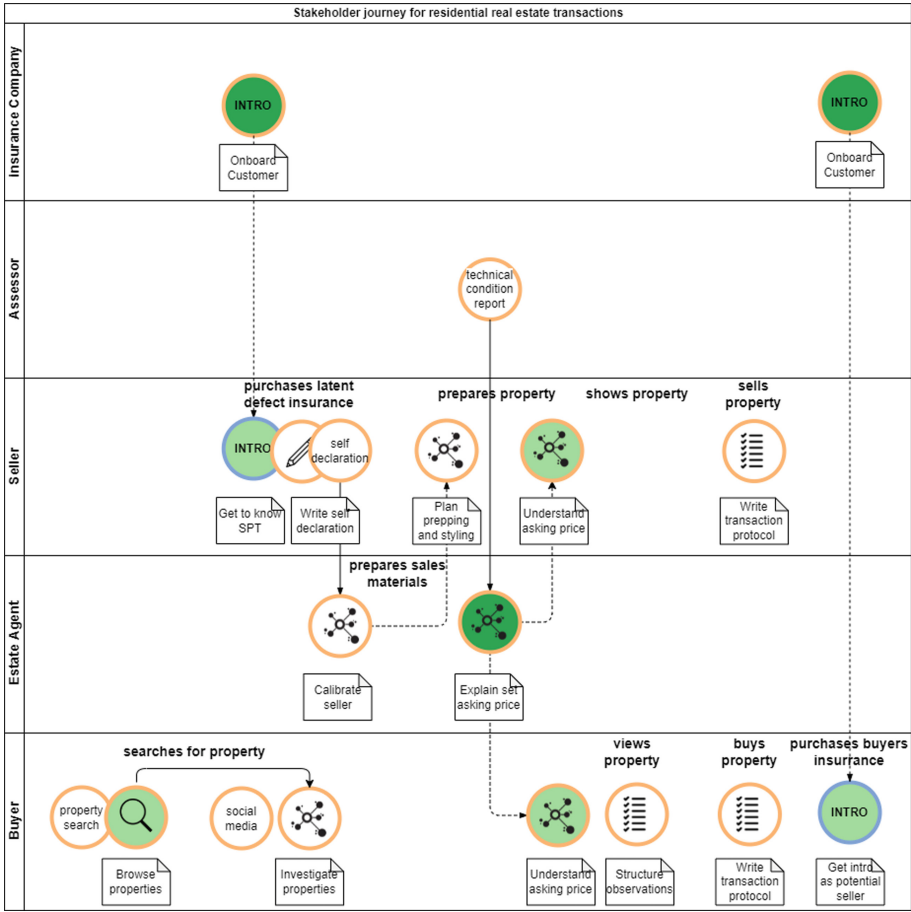 Stakeholder journey for residential real estate transactions
Insurance Company
INTRO
Onboard
Customer
INTRO
Onboard
Customer
Assessor
technical
condition
report
Seller
purchases latent
defect insurance
prepares property
shows property
sells
property
INTRO
self
declaration
Get to know
SPT
Write self
declaration
Plan
prepping
and styling
Understand
asking price
Write
transaction
protocol
Estate Agent
prepares sales
materials
Calibrate
seller
Explain set
asking price
Buyer
searches for property
views
property
buys
property
purchases buyers
insurance
property
search
social
media
INTRO
Browse
properties
Investigate
properties
Understand
asking price
Structure
observations
Write
transaction
protocol
Get intro
as potential
seller